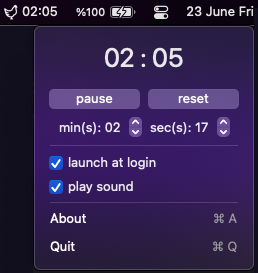 02:05 %100 23 June Fri
02 : 05
pause reset
min(s): 02 sec(s): 17
launch at login
play sound
About ⌘ A
Quit ⌘ Q